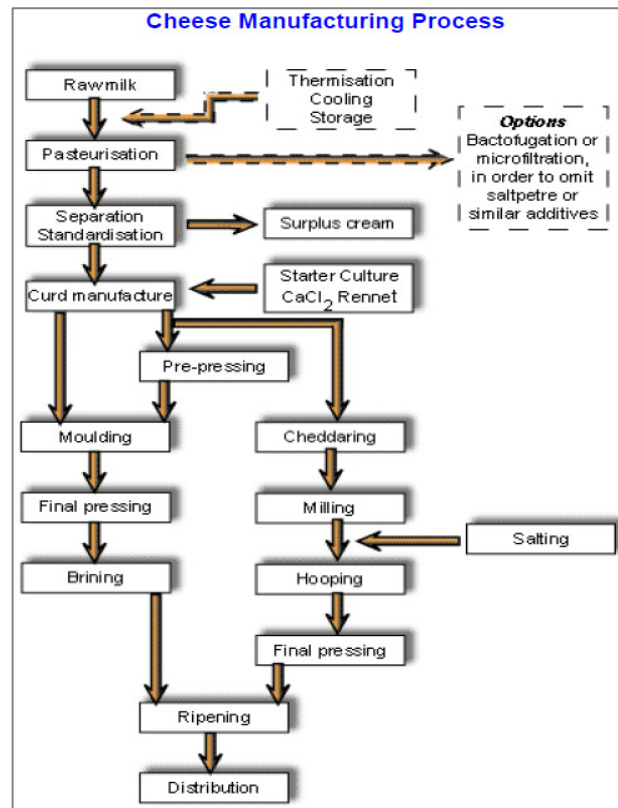 Cheese Manufacturing Process
Rawmilk
Thermisation
Cooling
Storage
Options
Bactofugation or
microfiltration,
in order to omit
saltpetre or
similar additives
Pasteurisation
Separation
Standardisation
Surplus cream
Curd manufacture
Starter Culture
CaCl2 Rennet
Pre-pressing
Moulding
Cheddaring
Final pressing
Milling
Salting
Brining
Hooping
Final pressing
Ripening
Distribution